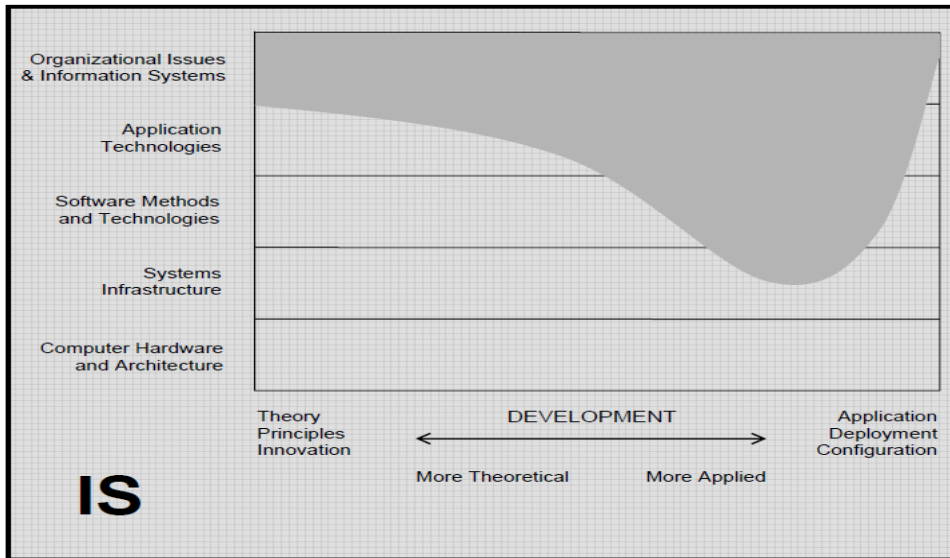 Organizational Issues
& Information Systems
Application
Technologies
Software Methods
and Technologies
Systems
Infrastructure
Computer Hardware
and Architecture
Theory
Principles
Innovation
DEVELOPMENT
More Theoretical
More Applied
Application
Deployment
Configuration
IS